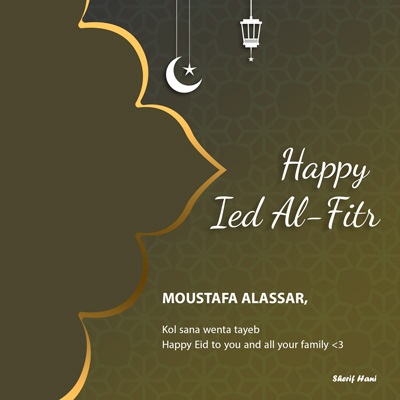 Happy
Ied Al-Fitr
MOUSTAFA ALASSAR,
Kol sana wenta tayeb
Happy Eid to you and all your family <3
Sherif Hani